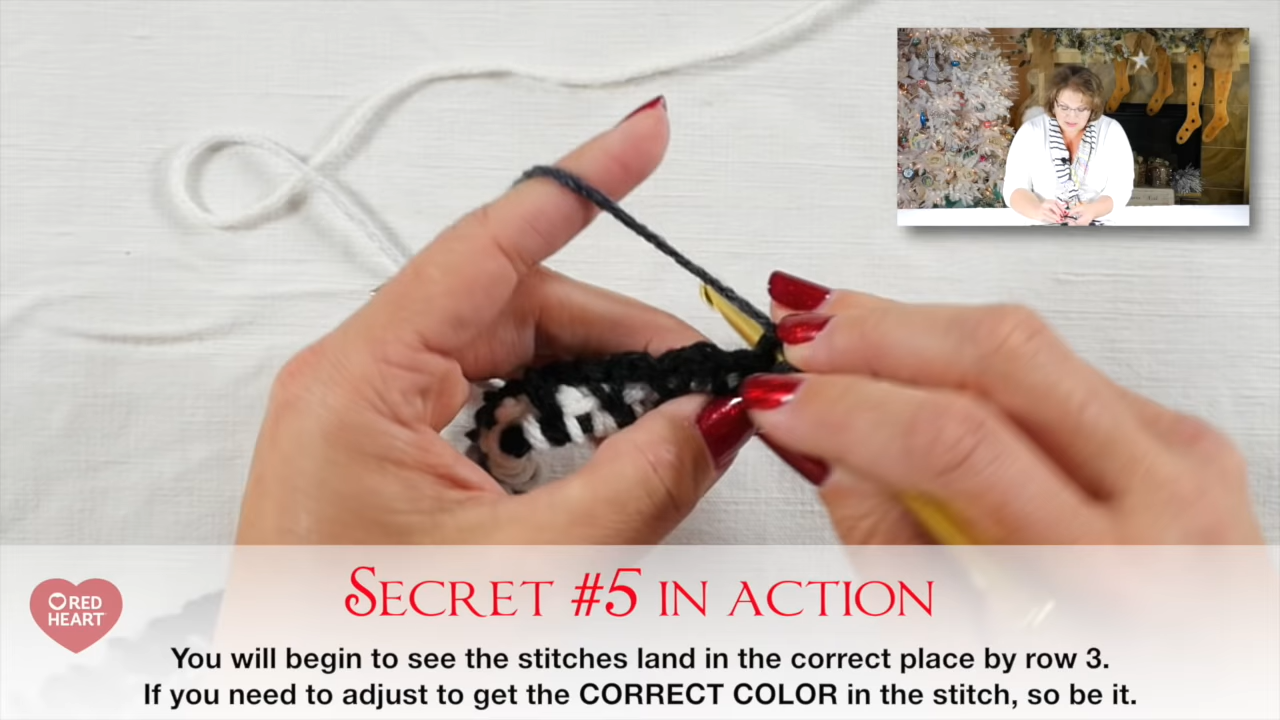 SECRET #5 IN ACTION
RED
HEART
You will begin to see the stitches land in the correct place by row 3.
If you need to adjust to get the CORRECT COLOR in the stitch, so be it.